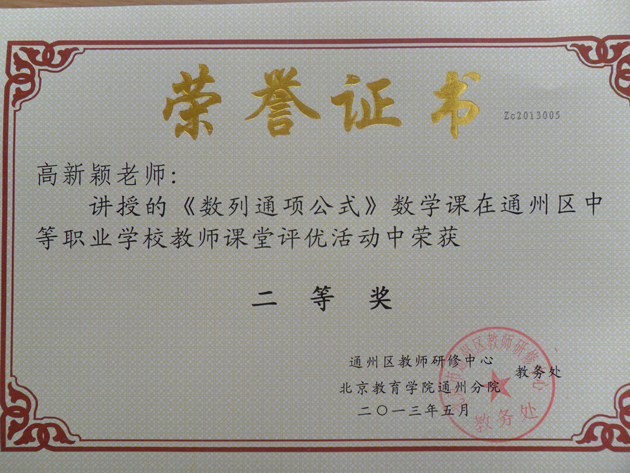 荣誉证书
Zc2013005
高新颖老师:
讲授的《数列通项公式》数学课在通州区中
等职业学校教师课堂评优活动中荣获
二等奖
通州区教师研修中心
教务处
北京教育学院通州分院
二〇一三年五月
教务处